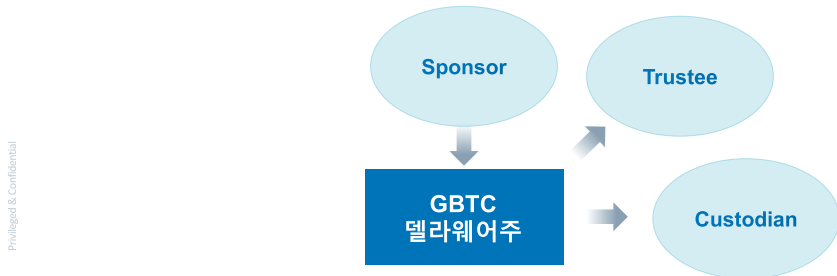 Sponsor
Trustee
GBTC
델라웨어주
Custodian
Privileged & Confidential